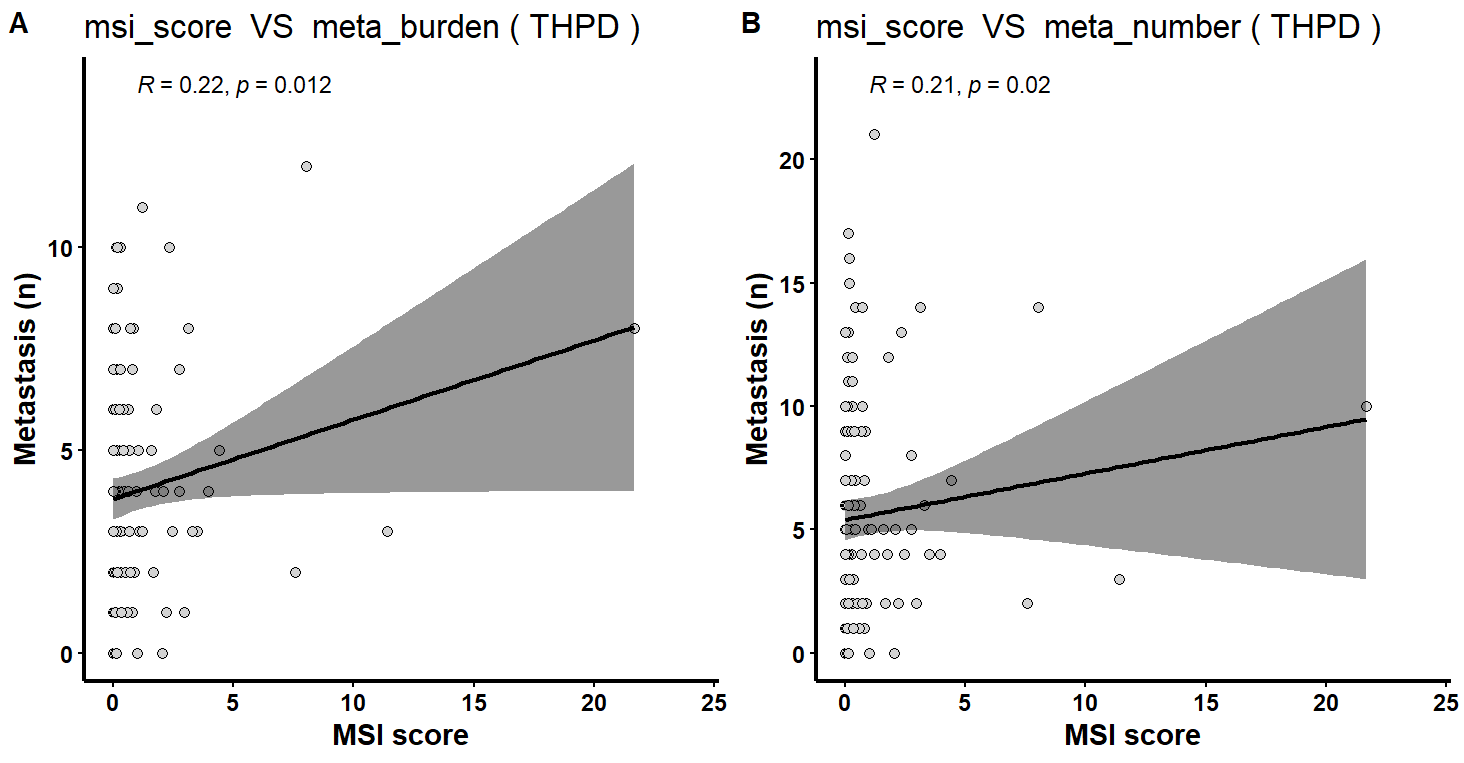 A
msi_score VS meta_burden ( THPD )
R = 0.22, p = 0.012
Metastasis (n)
10
5
0
0 5 10 15 20 25
MSI score
B
msi_score VS meta_number ( THPD )
R = 0.21, p = 0.02
Metastasis (n)
20
15
10
5
0
0 5 10 15 20 25
MSI score